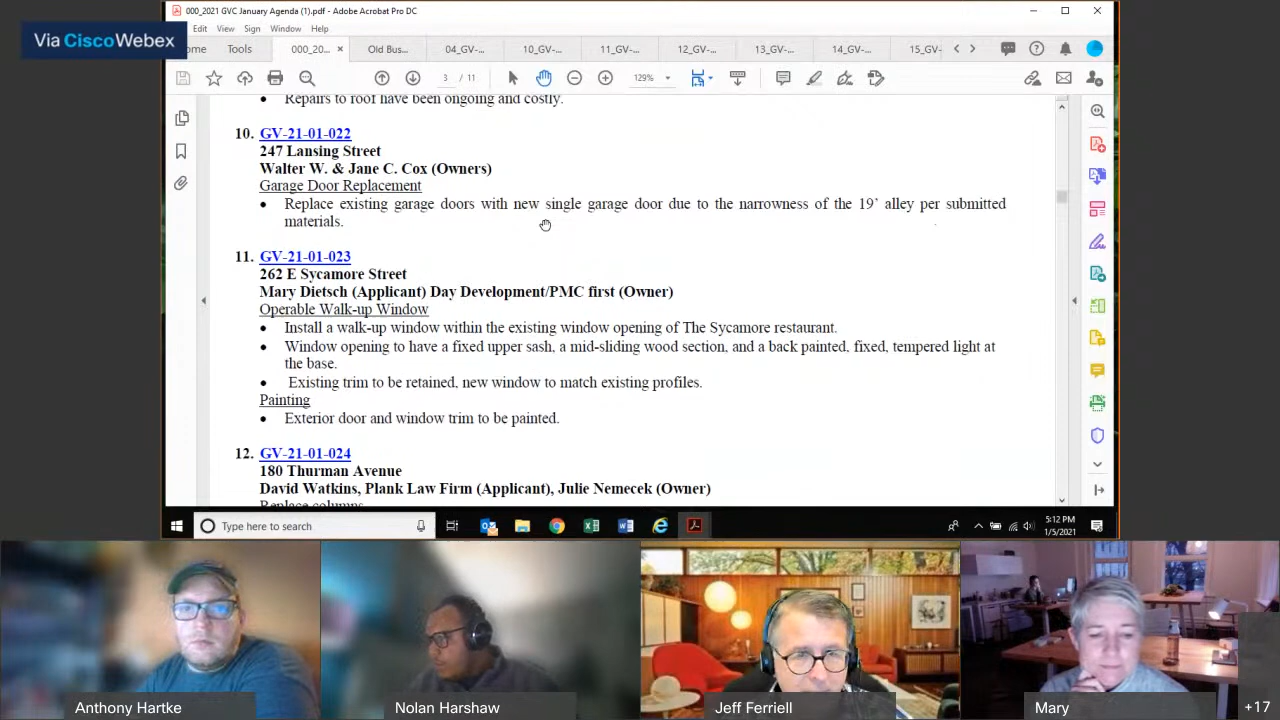 000_2021 GVC January Agenda (1).pdf - Adobe Acrobat Pro DC
Via CiscoWebex
Edit View Sign Window Help
ome Tools 000_20... × Old Bas... 04_GV-... 10_GV-... 11_GV-... 12_GV-... 13_GV-... 14_GV-... 15_GV-
3 / 11 129%
• Repairs to roof have been ongoing and costly.
10. GV-21-01-022
247 Lansing Street
Walter W. & Jane C. Cox (Owners)
Garage Door Replacement
• Replace existing garage doors with new single garage door due to the narrowness of the 19’ alley per submitted
materials.
11. GV-21-01-023
262 E Sycamore Street
Mary Dietsch (Applicant) Day Development/PMC first (Owner)
Operable Walk-up Window
• Install a walk-up window within the existing window opening of The Sycamore restaurant.
• Window opening to have a fixed upper sash, a mid-sliding wood section, and a back painted, fixed, tempered light at
the base.
• Existing trim to be retained, new window to match existing profiles.
Painting
• Exterior door and window trim to be painted.
12. GV-21-01-024
180 Thurman Avenue
David Watkins, Plank Law Firm (Applicant), Julie Nemecek (Owner)
Replace columns
Type here to search
5:12 PM
1/5/2021
Anthony Hartke
Nolan Harshaw
Jeff Ferriell
Mary
+17